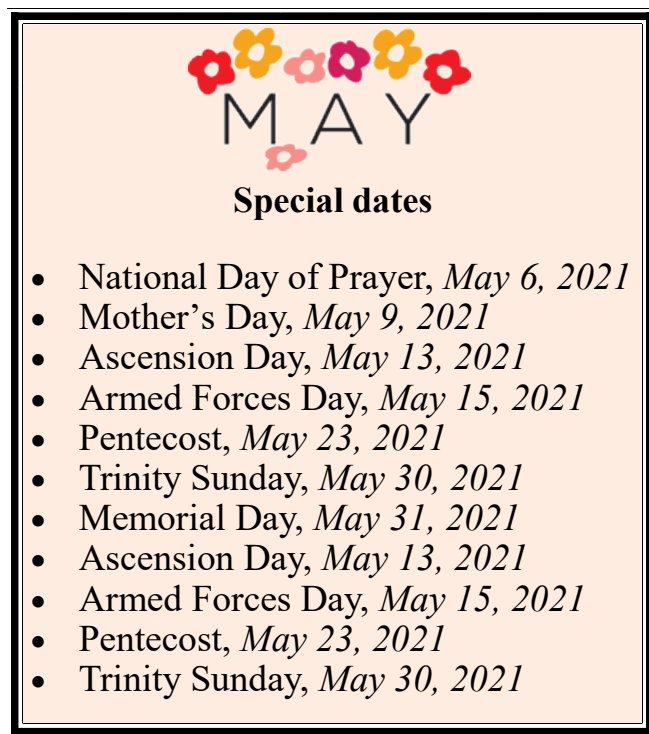 MAY
Special dates
• National Day of Prayer, May 6, 2021
• Mother’s Day, May 9, 2021
• Ascension Day, May 13, 2021
• Armed Forces Day, May 15, 2021
• Pentecost, May 23, 2021
• Trinity Sunday, May 30, 2021
• Memorial Day, May 31, 2021
• Ascension Day, May 13, 2021
• Armed Forces Day, May 15, 2021
• Pentecost, May 23, 2021
• Trinity Sunday, May 30, 2021